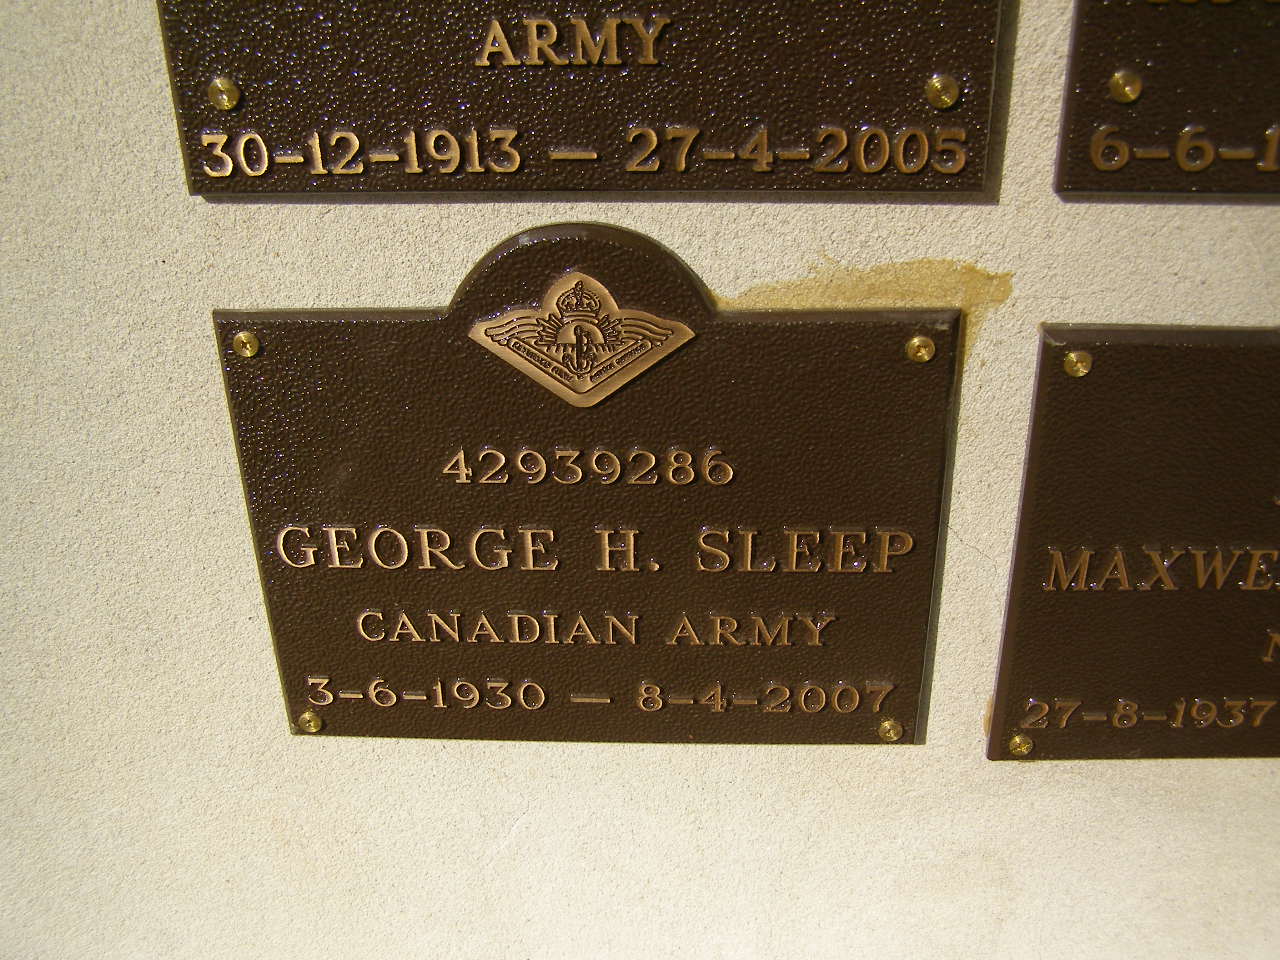 ARMY
30-12-1913 — 27-4-2005
6-6-1
42939286
GEORGE H. SLEEP
CANADIAN ARMY
3-6-1930 — 8-4-2007
MAXWE
27-8-1937